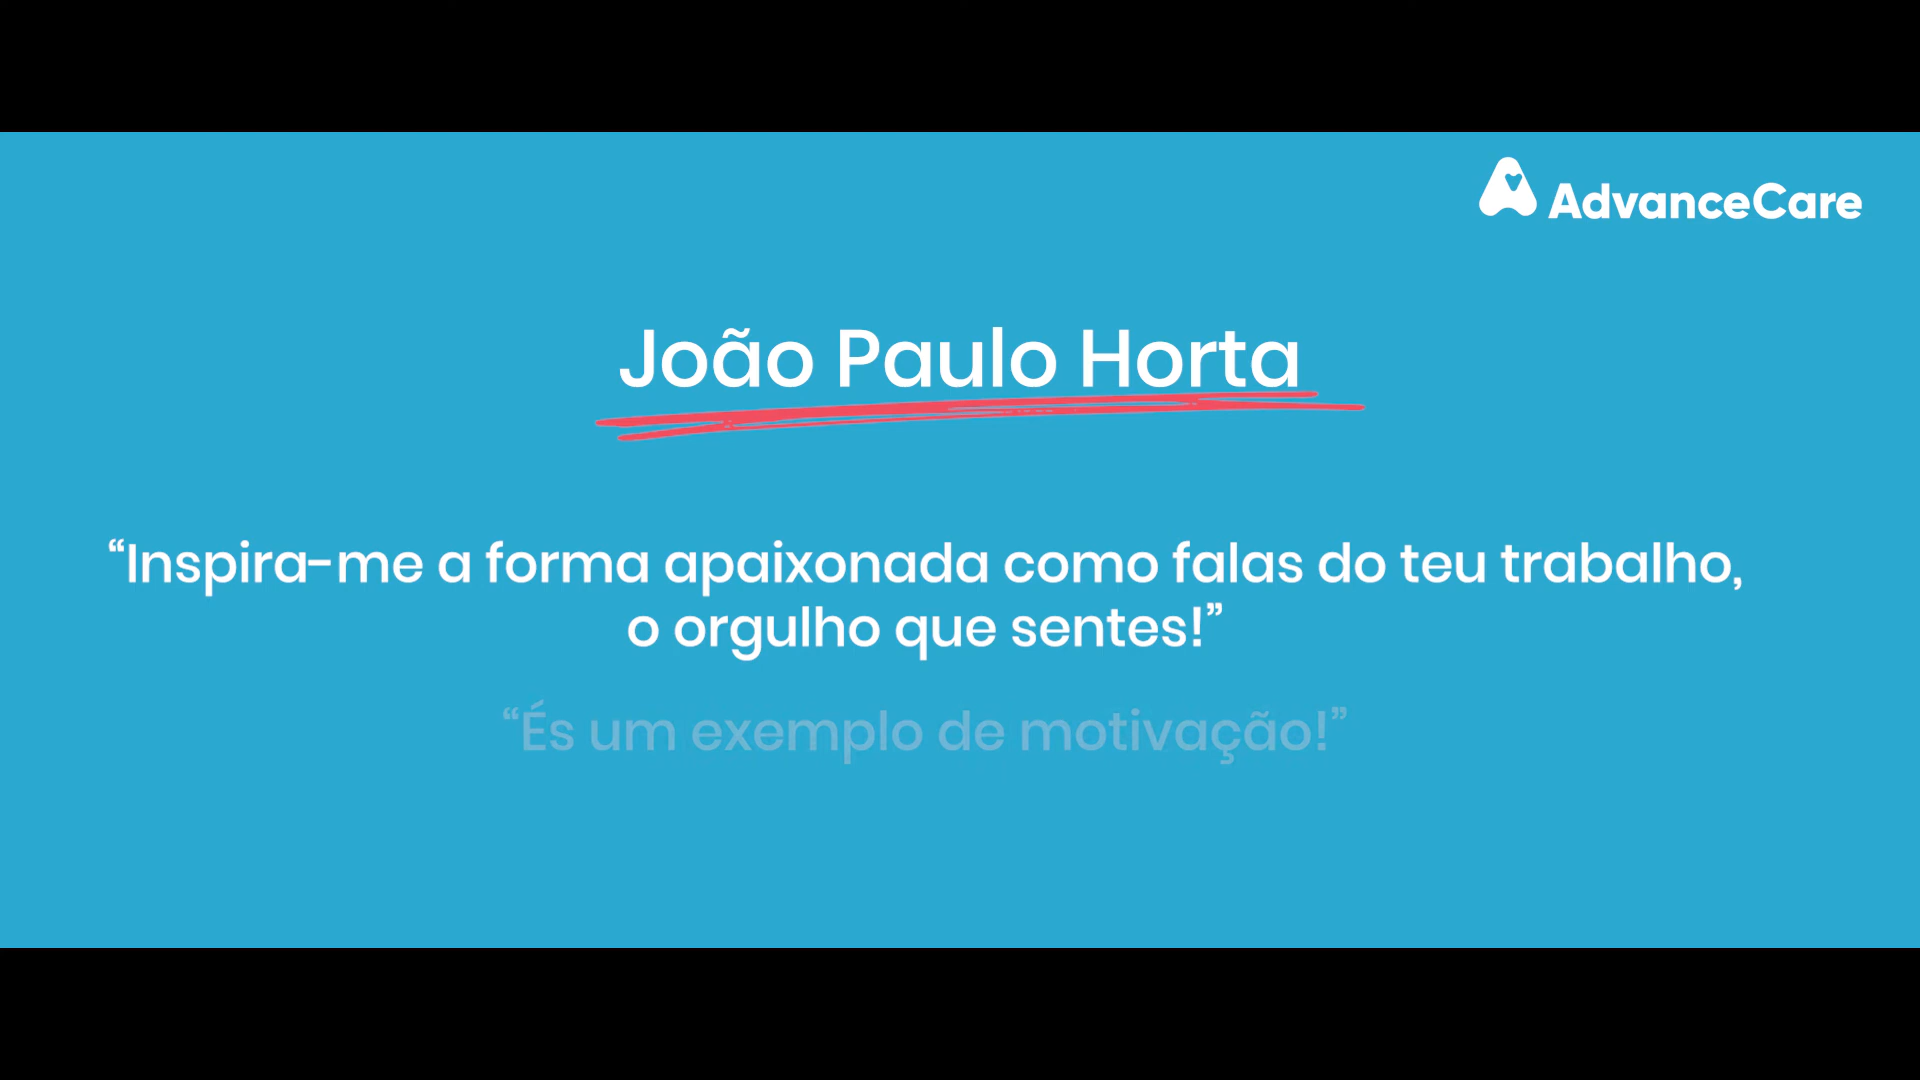 AdvanceCare
João Paulo Horta
“Inspira-me a forma apaixonada como falas do teu trabalho,
o orgulho que sentes!”
“És um exemplo de motivação!”